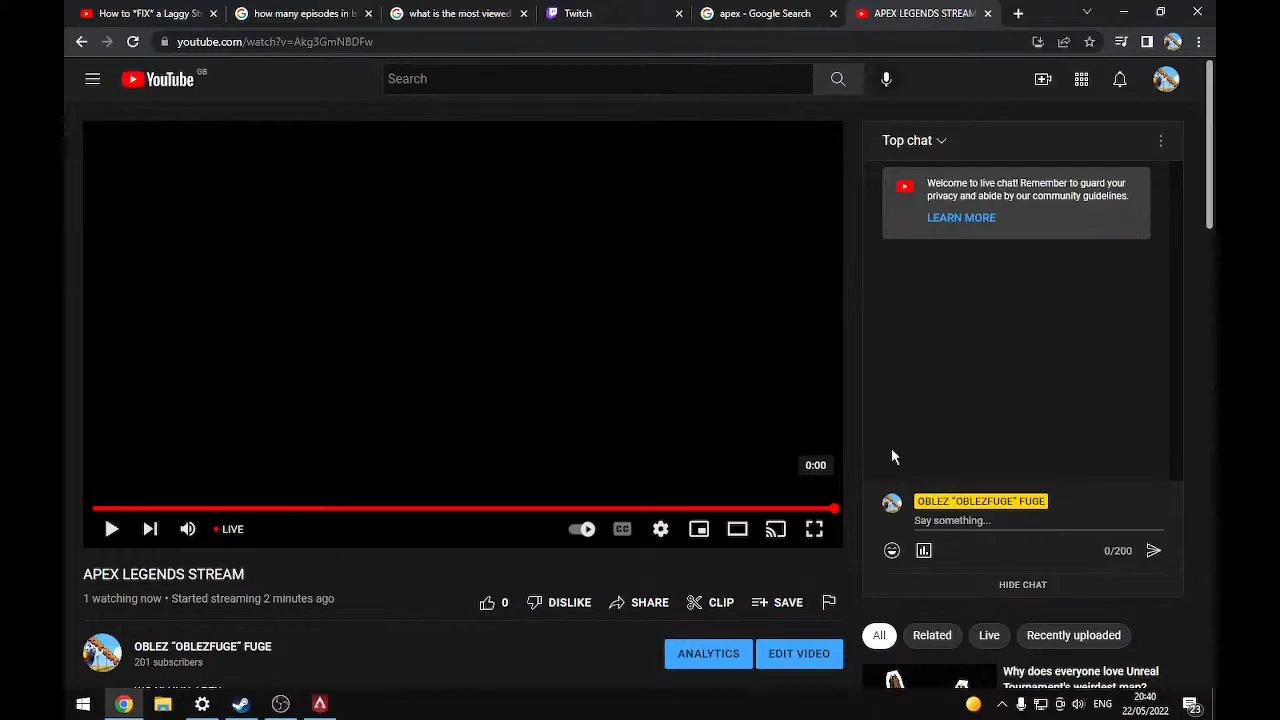 How to *FIX* a Laggy St
how many episodes in b
what is the most viewed
Twitch
apex - Google Search
APEX LEGENDS STREAM
youtube.com/watch?v=Akg3GmNBDFw
YouTube GB
Search
Top chat
Welcome to live chat! Remember to guard your
privacy and abide by our community guidelines.
LEARN MORE
0:00
LIVE
CC
OBLEZ “OBLEZFUGE” FUGE
Say something...
0/200
HIDE CHAT
APEX LEGENDS STREAM
1 watching now • Started streaming 2 minutes ago
0
DISLIKE
SHARE
CLIP
SAVE
OBLEZ “OBLEZFUGE” FUGE
201 subscribers
ANALYTICS
EDIT VIDEO
All
Related
Live
Recently uploaded
Why does everyone love Unreal
Tournament's weirdest man?
ENG
20:40
22/05/2022
23